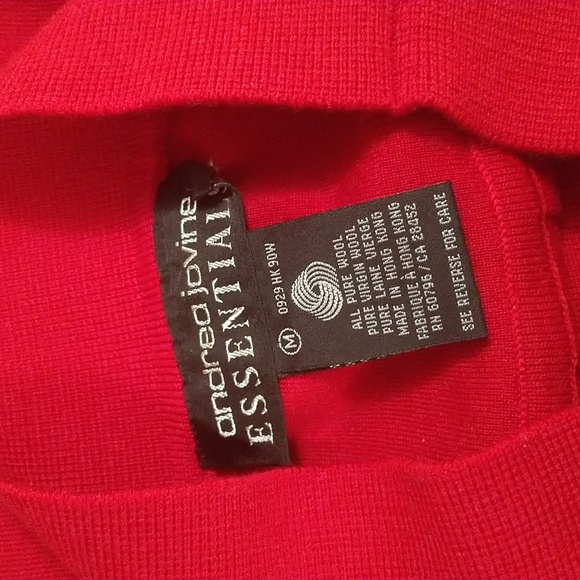 andrea jovine
ESSENTIALS
0929 HK 90W
M
ALL PURE WOOL
PURE VIRGIN WOOL
PURE LAINE VIERGE
MADE IN HONG KONG
FABRIQUÉ À HONG KONG
RN 60796 / CA 28452
SEE REVERSE FOR CARE